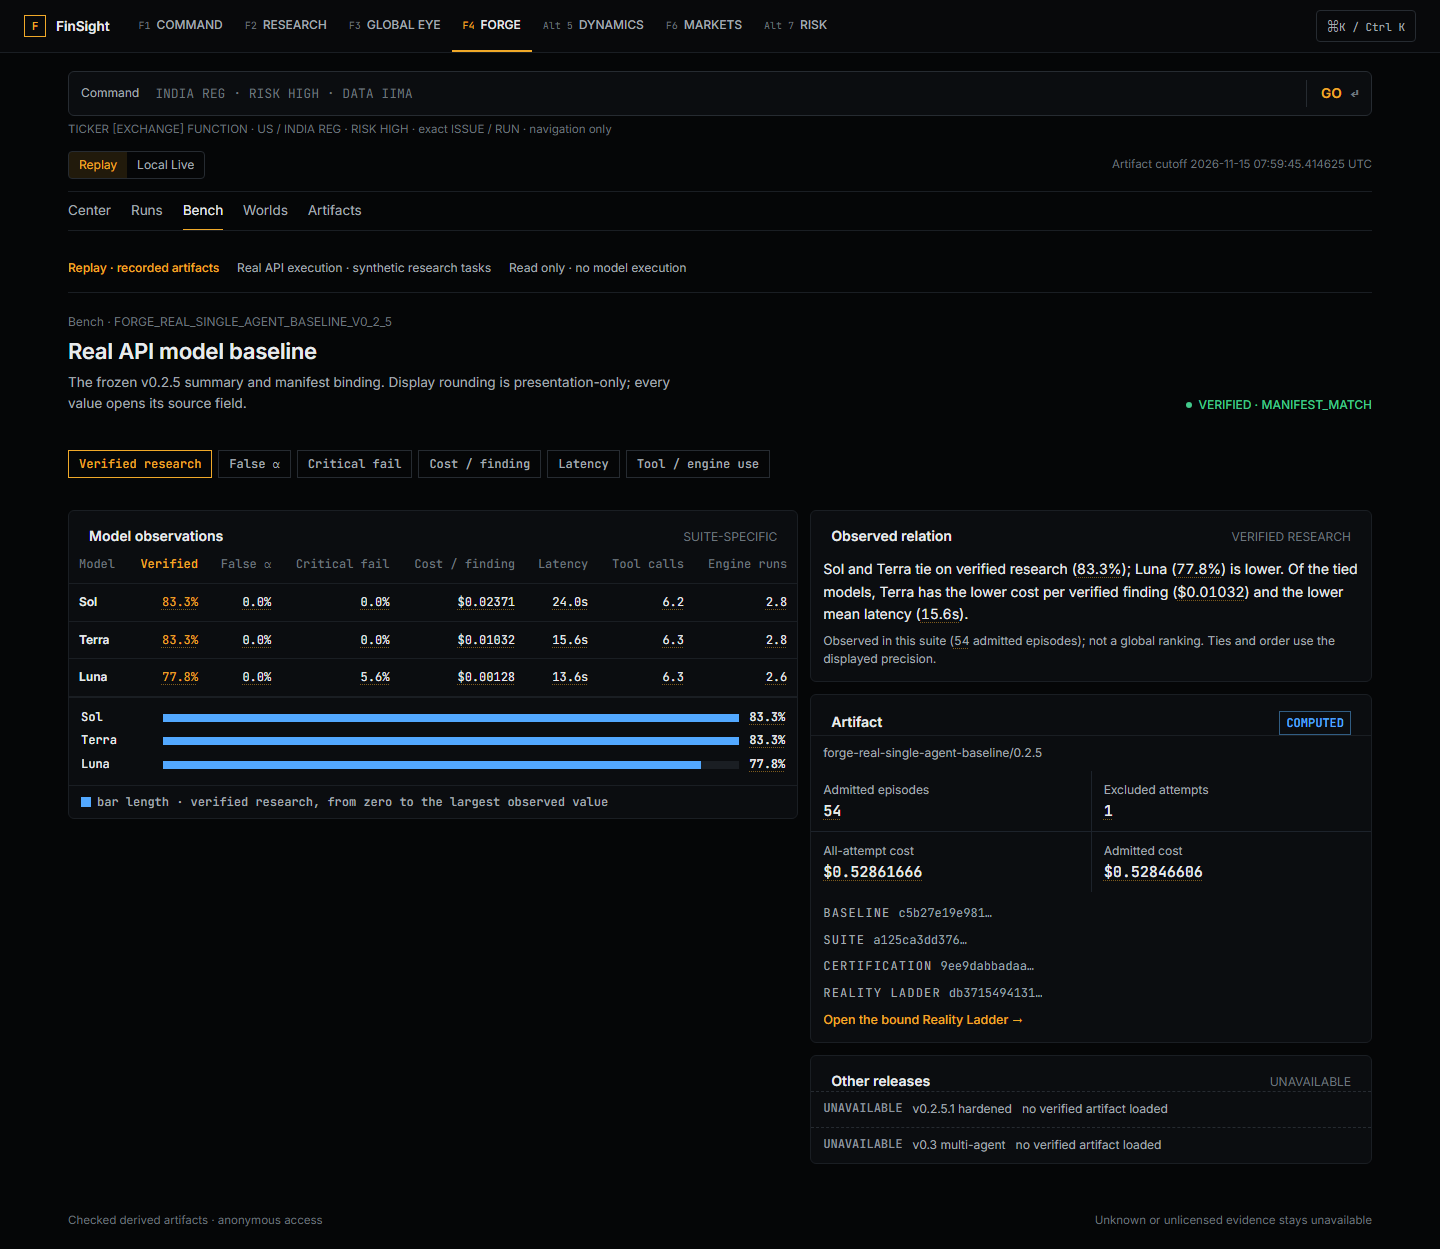 F FinSight F1 COMMAND F2 RESEARCH F3 GLOBAL EYE F4 FORGE Alt 5 DYNAMICS F6 MARKETS Alt 7 RISK ⌘K / Ctrl K
Command INDIA REG · RISK HIGH · DATA IIMA GO ↵
TICKER [EXCHANGE] FUNCTION · US / INDIA REG · RISK HIGH · exact ISSUE / RUN · navigation only
Replay Local Live Artifact cutoff 2026-11-15 07:59:45.414625 UTC
Center Runs Bench Worlds Artifacts
Replay · recorded artifacts Real API execution · synthetic research tasks Read only · no model execution
Bench · FORGE_REAL_SINGLE_AGENT_BASELINE_V0_2_5
Real API model baseline
The frozen v0.2.5 summary and manifest binding. Display rounding is presentation-only; every
value opens its source field.
VERIFIED · MANIFEST_MATCH
Verified research False α Critical fail Cost / finding Latency Tool / engine use
Model observations SUITE-SPECIFIC
Model Verified False α Critical fail Cost / finding Latency Tool calls Engine runs
Sol 83.3% 0.0% 0.0% $0.02371 24.0s 6.2 2.8
Terra 83.3% 0.0% 0.0% $0.01032 15.6s 6.3 2.8
Luna 77.8% 0.0% 5.6% $0.00128 13.6s 6.3 2.6
Sol 83.3%
Terra 83.3%
Luna 77.8%
bar length · verified research, from zero to the largest observed value
Observed relation VERIFIED RESEARCH
Sol and Terra tie on verified research (83.3%); Luna (77.8%) is lower. Of the tied
models, Terra has the lower cost per verified finding ($0.01032) and the lower
mean latency (15.6s).
Observed in this suite (54 admitted episodes); not a global ranking. Ties and order use the
displayed precision.
Artifact COMPUTED
forge-real-single-agent-baseline/0.2.5
Admitted episodes Excluded attempts
54 1
All-attempt cost Admitted cost
$0.52861666 $0.52846606
BASELINE c5b27e19e981…
SUITE a125ca3dd376…
CERTIFICATION 9ee9dabbadaa…
REALITY LADDER db3715494131…
Open the bound Reality Ladder →
Other releases UNAVAILABLE
UNAVAILABLE v0.2.5.1 hardened no verified artifact loaded
UNAVAILABLE v0.3 multi-agent no verified artifact loaded
Checked derived artifacts · anonymous access Unknown or unlicensed evidence stays unavailable